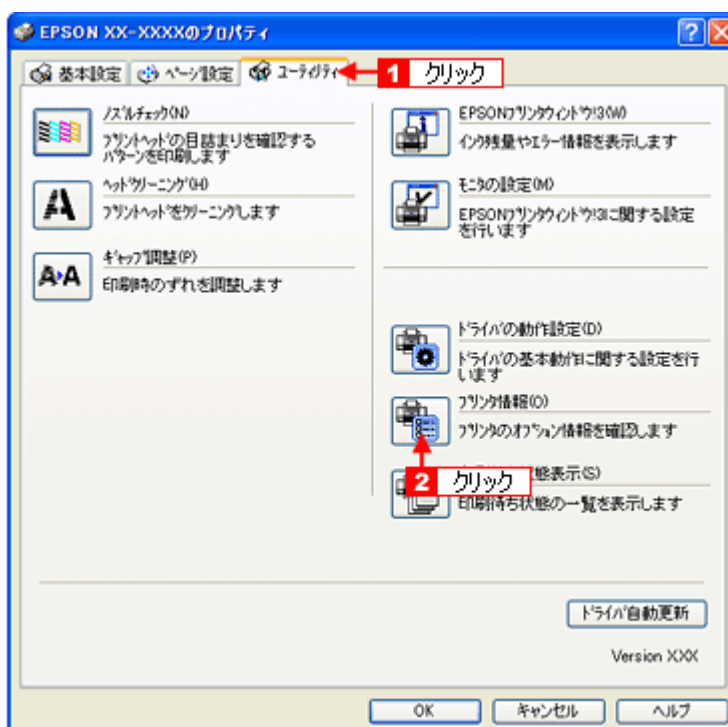 EPSON XX-XXXXのプロパティ
基本設定 ページ設定 ユーティリティ
1 クリック
ノズルチェック(N)
プリントヘッドの目詰まりを確認する
パターンを印刷します
ヘッドクリーニング(H)
プリントヘッドをクリーニングします
ギャップ調整(P)
印刷時のずれを調整します
EPSONプリンタウィンドウ!3(W)
インク残量やエラー情報を表示します
モニタの設定(M)
EPSONプリンタウィンドウ!3に関する設定
を行います
ドライバの動作設定(D)
ドライバの基本動作に関する設定を行
います
プリンタ情報(O)
プリンタのオプション情報を確認します
2 クリック
状態表示(S)
印刷待ち状態の一覧を表示します
ドライバ自動更新
Version XXX
OK キャンセル ヘルプ